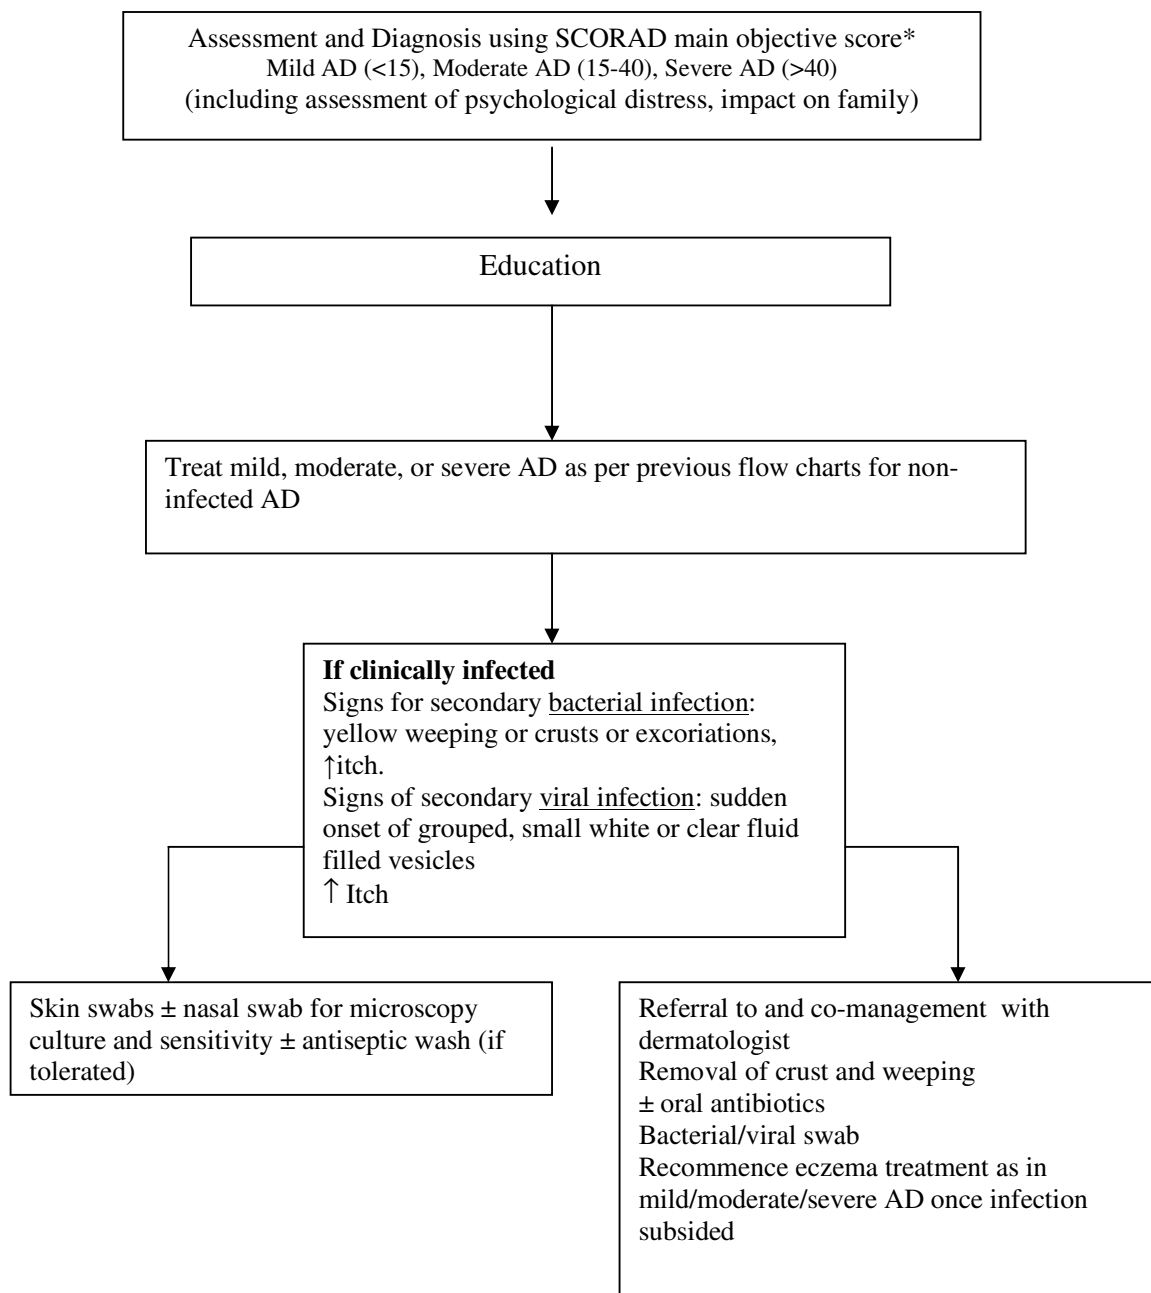 Assessment and Diagnosis using SCORAD main objective score*
Mild AD (<15), Moderate AD (15-40), Severe AD (>40)
(including assessment of psychological distress, impact on family)
Education
Treat mild, moderate, or severe AD as per previous flow charts for non-
infected AD
If clinically infected
Signs for secondary bacterial infection:
yellow weeping or crusts or excoriations,
↑itch.
Signs of secondary viral infection: sudden
onset of grouped, small white or clear fluid
filled vesicles
↑ Itch
Skin swabs ± nasal swab for microscopy
culture and sensitivity ± antiseptic wash (if
tolerated)
Referral to and co-management with
dermatologist
Removal of crust and weeping
± oral antibiotics
Bacterial/viral swab
Recommence eczema treatment as in
mild/moderate/severe AD once infection
subsided